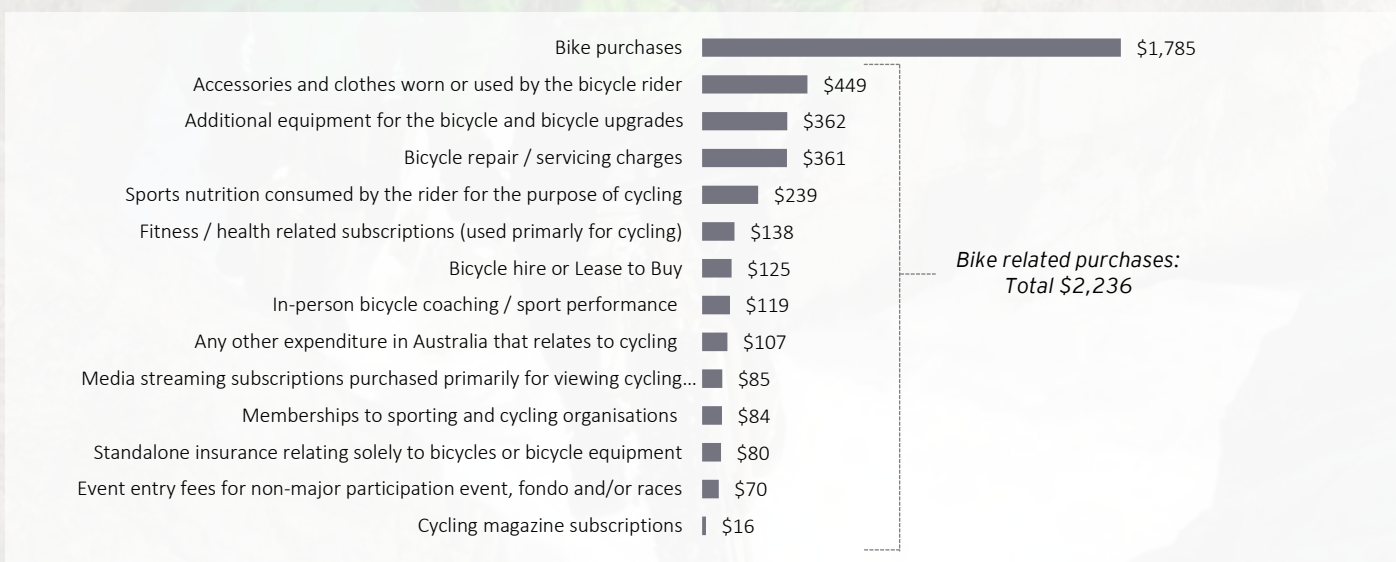 Bike purchases $1,785
Accessories and clothes worn or used by the bicycle rider $449
Additional equipment for the bicycle and bicycle upgrades $362
Bicycle repair / servicing charges $361
Sports nutrition consumed by the rider for the purpose of cycling $239
Fitness / health related subscriptions (used primarly for cycling) $138
Bicycle hire or Lease to Buy $125
In-person bicycle coaching / sport performance $119
Any other expenditure in Australia that relates to cycling $107
Media streaming subscriptions purchased primarily for viewing cycling... $85
Memberships to sporting and cycling organisations $84
Standalone insurance relating solely to bicycles or bicycle equipment $80
Event entry fees for non-major participation event, fondo and/or races $70
Cycling magazine subscriptions $16
Bike related purchases:
Total $2,236